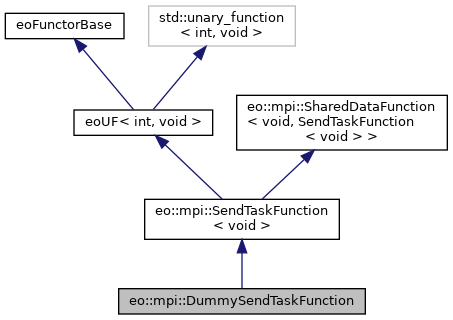 eoFunctorBase
std::unary_function
< int, void >
eoUF< int, void >
eo::mpi::SharedDataFunction
< void, SendTaskFunction
< void > >
eo::mpi::SendTaskFunction
< void >
eo::mpi::DummySendTaskFunction